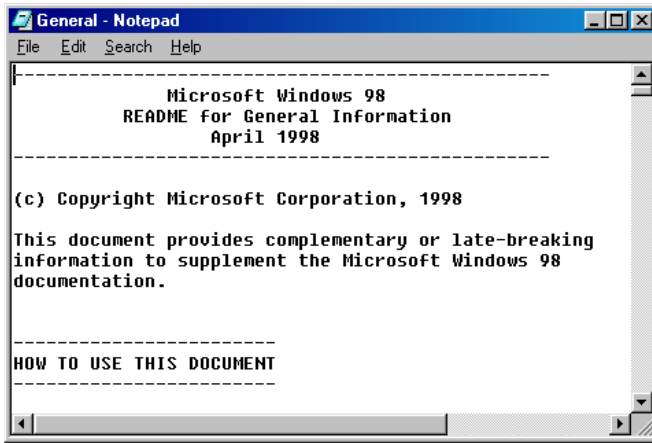 General - Notepad
File Edit Search Help
--------------------------------------------------
Microsoft Windows 98
README for General Information
April 1998
--------------------------------------------------
(c) Copyright Microsoft Corporation, 1998
This document provides complementary or late-breaking
information to supplement the Microsoft Windows 98
documentation.
------------------------
HOW TO USE THIS DOCUMENT
------------------------